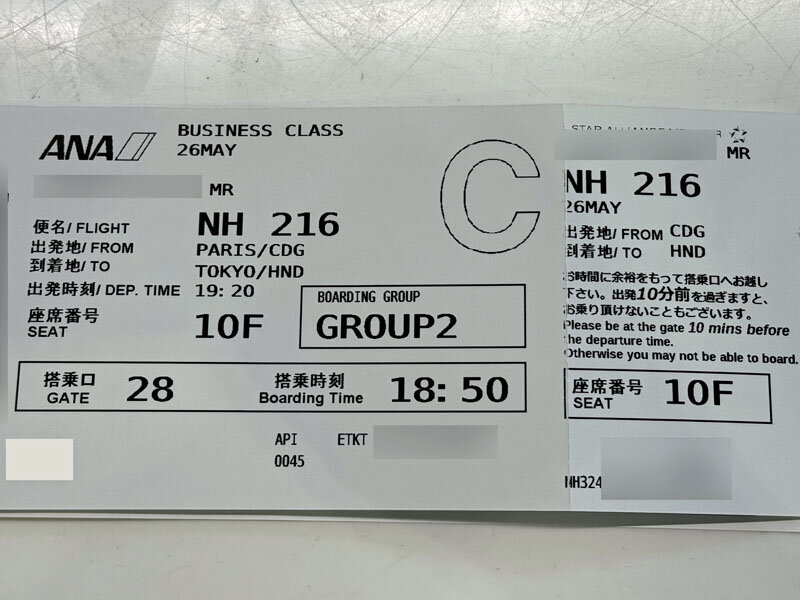 ANA
BUSINESS CLASS
26MAY
C
MR
便名/ FLIGHT NH 216
出発地/ FROM PARIS/CDG
到着地/ TO TOKYO/HND
出発時刻/ DEP. TIME 19: 20
座席番号
SEAT
10F
BOARDING GROUP
GROUP2
搭乗口
GATE
28
搭乗時刻
Boarding Time
18: 50
API ETKT
0045
STAR ALLIANCE
MR
NH 216
26MAY
出発地/ FROM CDG
到着地/ TO HND
お時間に余裕をもって搭乗口へお越し
下さい。出発10分前を過ぎますと、
お乗り頂けないこともございます。
Please be at the gate 10 mins before
the departure time.
Otherwise you may not be able to board.
座席番号
SEAT
10F
NH324